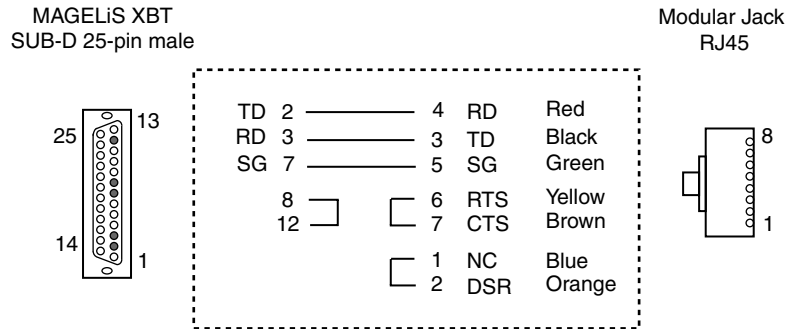 MAGELiS XBT
SUB-D 25-pin male
Modular Jack
RJ45
13
25
14
1
TD 2 4 RD Red
RD 3 3 TD Black
SG 7 5 SG Green
8 6 RTS Yellow
12 7 CTS Brown
1 NC Blue
2 DSR Orange
8
1